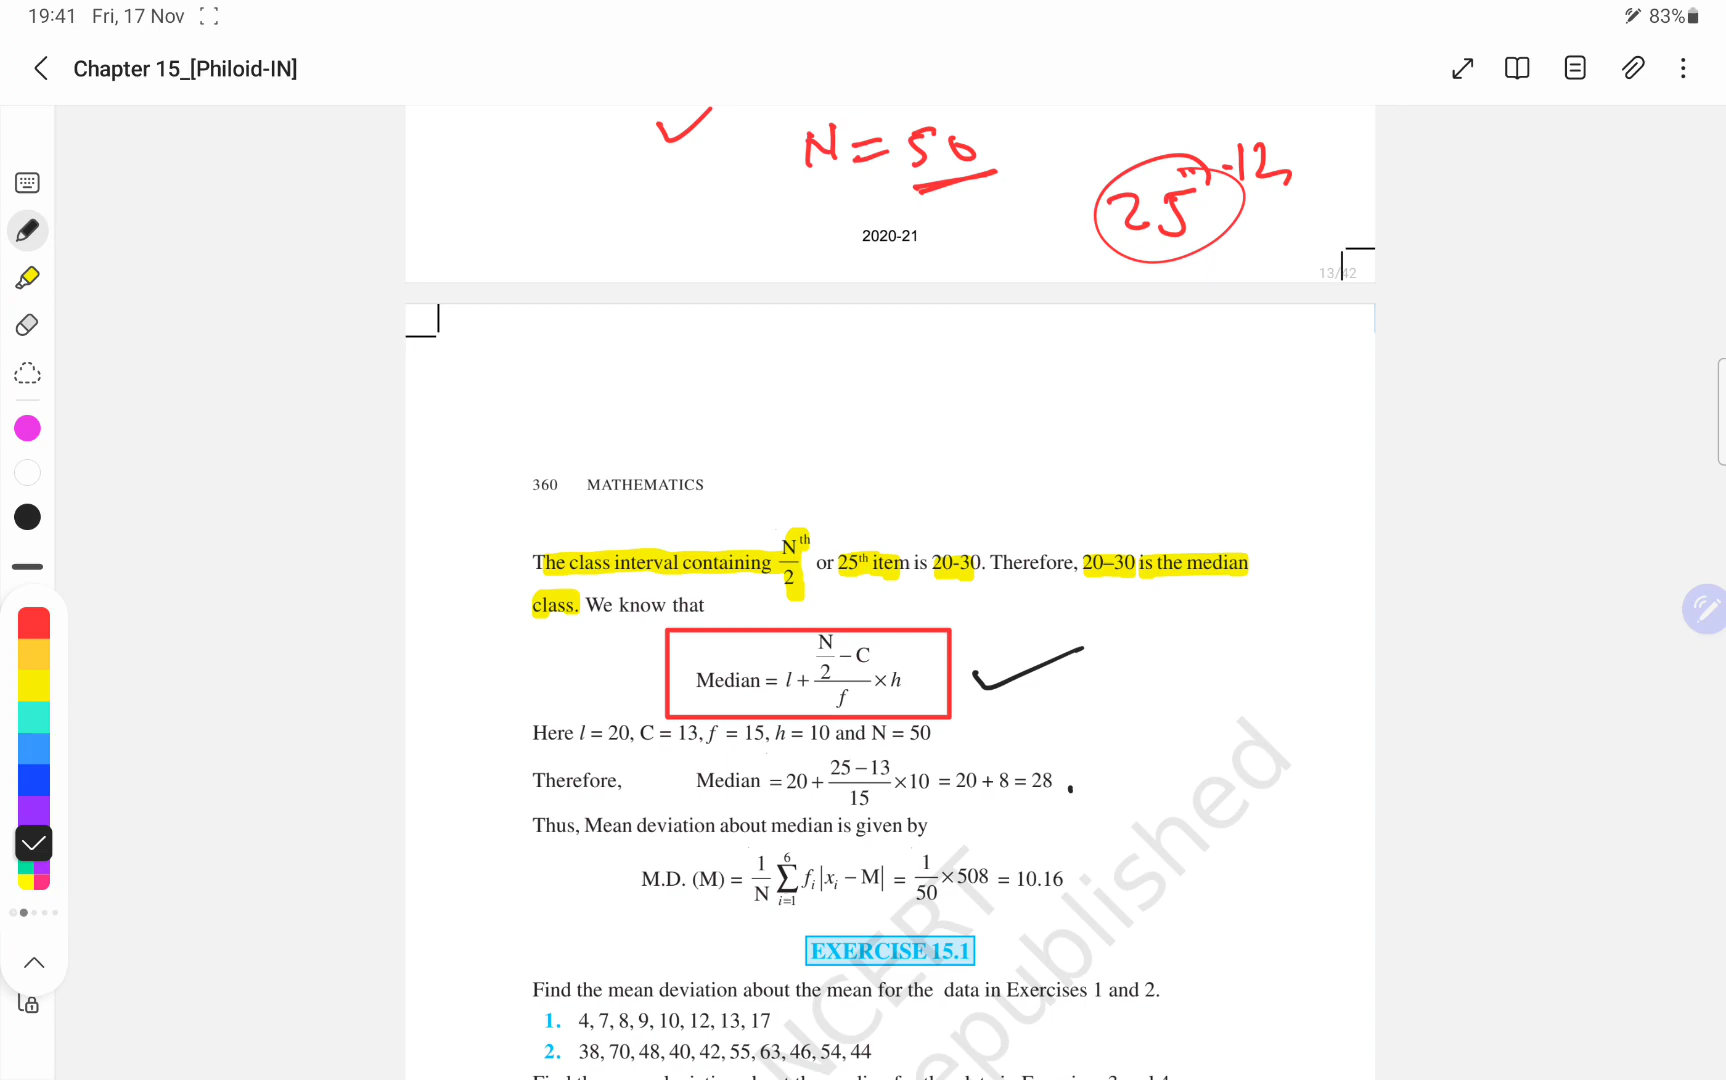 19:41 Fri, 17 Nov 83%
Chapter 15_[Philoid-IN]
N = 50
25
2020-21
13/42
360 MATHEMATICS
The class interval containing N/2 th or 25th item is 20-30. Therefore, 20–30 is the median
class. We know that
Median = l + (N/2 – C)/f × h
Here l = 20, C = 13, f = 15, h = 10 and N = 50
Therefore, Median = 20 + (25 – 13)/15 × 10 = 20 + 8 = 28
Thus, Mean deviation about median is given by
M.D. (M) = 1/N ∑ i=1 6 fi |xi – M| = 1/50 × 508 = 10.16
EXERCISE 15.1
Find the mean deviation about the mean for the data in Exercises 1 and 2.
1. 4, 7, 8, 9, 10, 12, 13, 17
2. 38, 70, 48, 40, 42, 55, 63, 46, 54, 44
NCERT
republished